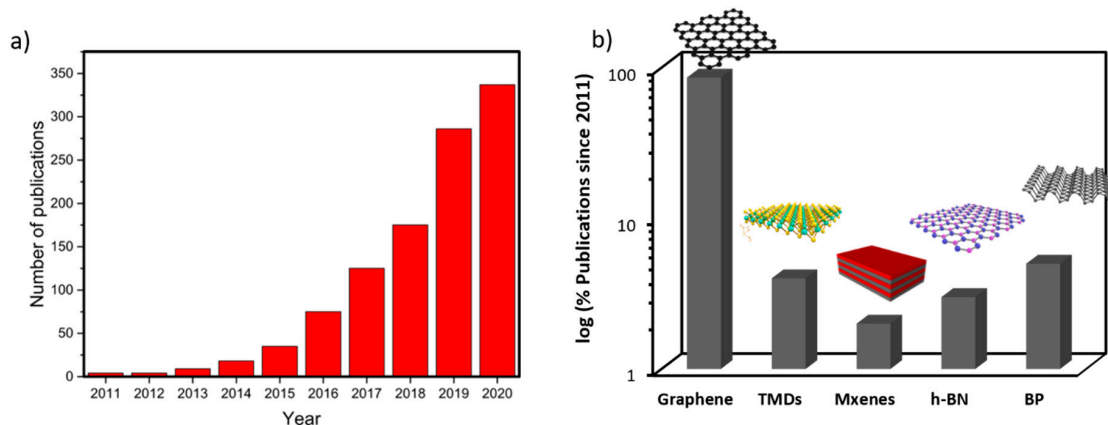 a)
Number of publications
350
300
250
200
150
100
50
0
2011 2012 2013 2014 2015 2016 2017 2018 2019 2020
Year
b)
log (% Publications since 2011)
100
10
1
Graphene TMDs Mxenes h-BN BP